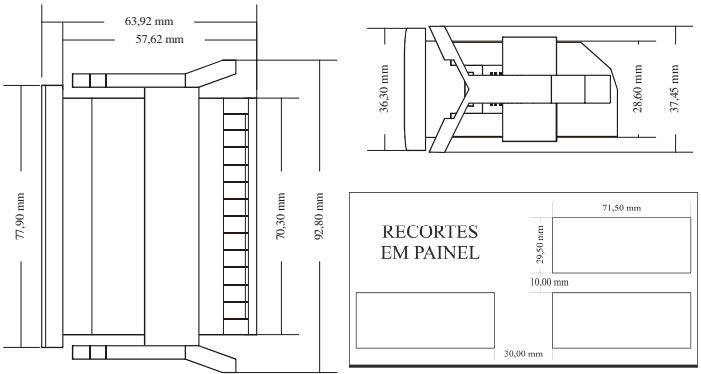 63,92 mm
57,62 mm
77,90 mm
70,30 mm
92,80 mm
36,30 mm
28,60 mm
37,45 mm
RECORTES
EM PAINEL
71,50 mm
29,50 mm
10,00 mm
30,00 mm